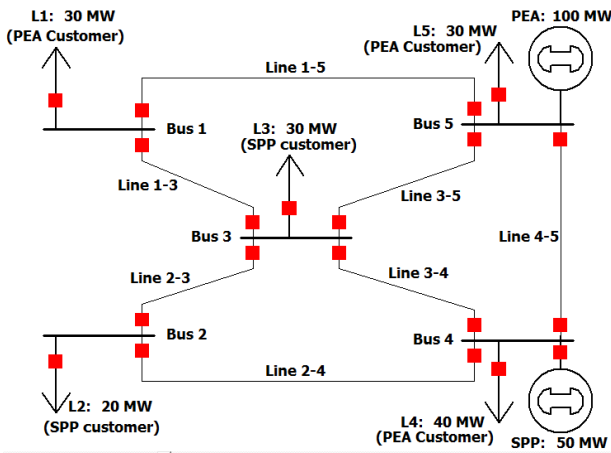 L1: 30 MW
(PEA Customer)
L5: 30 MW
(PEA Customer)
PEA: 100 MW
Line 1-5
Bus 1
L3: 30 MW
(SPP customer)
Bus 5
Line 1-3
Line 3-5
Bus 3
Line 4-5
Line 2-3
Line 3-4
Bus 2
Bus 4
Line 2-4
L2: 20 MW
(SPP customer)
L4: 40 MW
(PEA Customer)
SPP: 50 MW